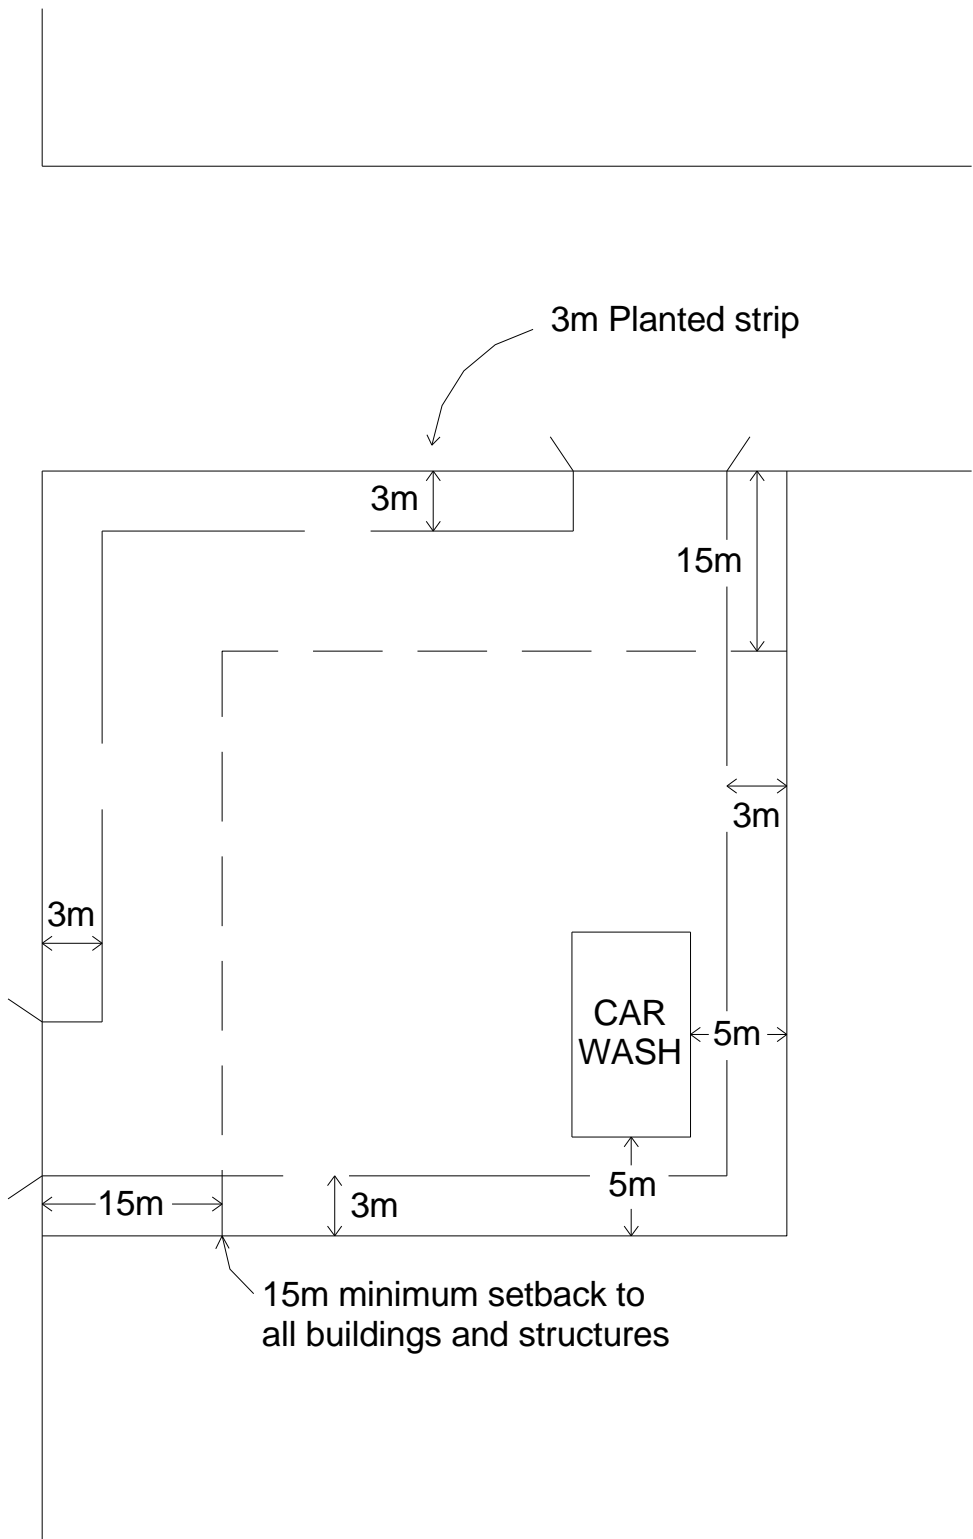 3m Planted strip
3m
15m
3m
3m
CAR
WASH
5m
5m
15m
3m
15m minimum setback to
all buildings and structures